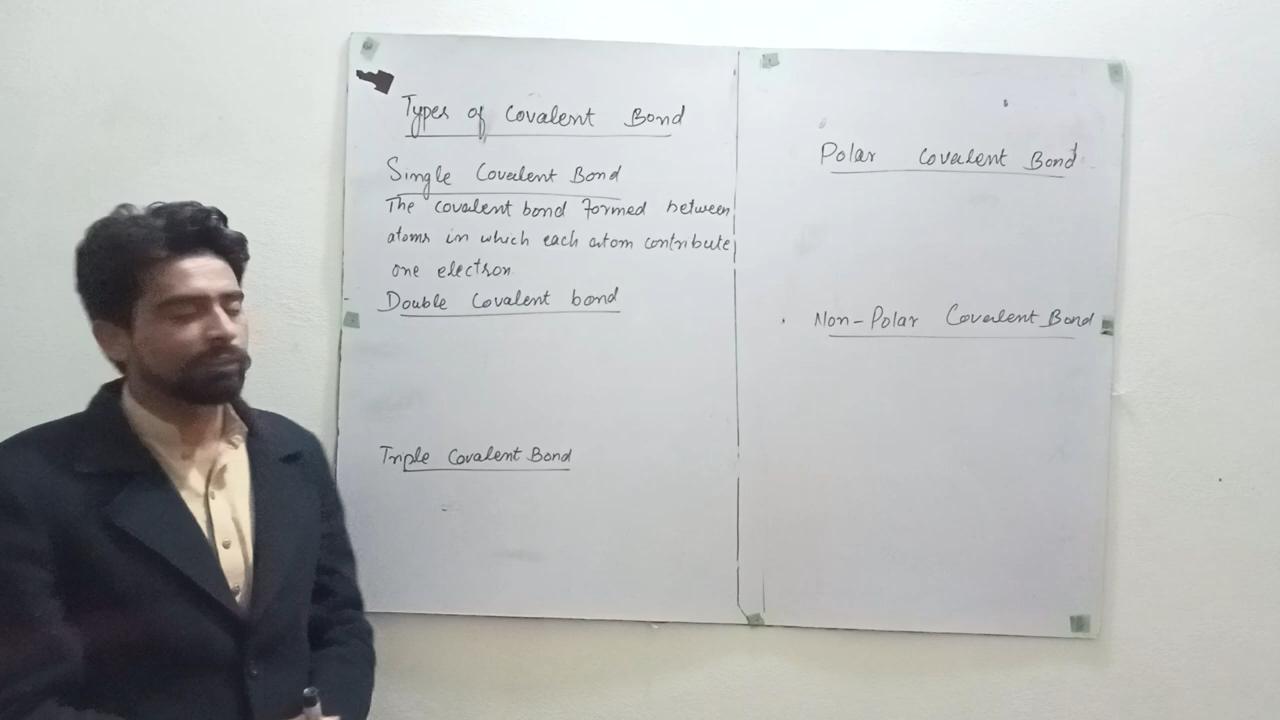 Types of Covalent Bond
Single Covalent Bond
The covalent bond formed between
atoms in which each atom contribute
one electron.
Double Covalent bond
Triple Covalent Bond
Polar Covalent Bond
Non-Polar Covalent Bond